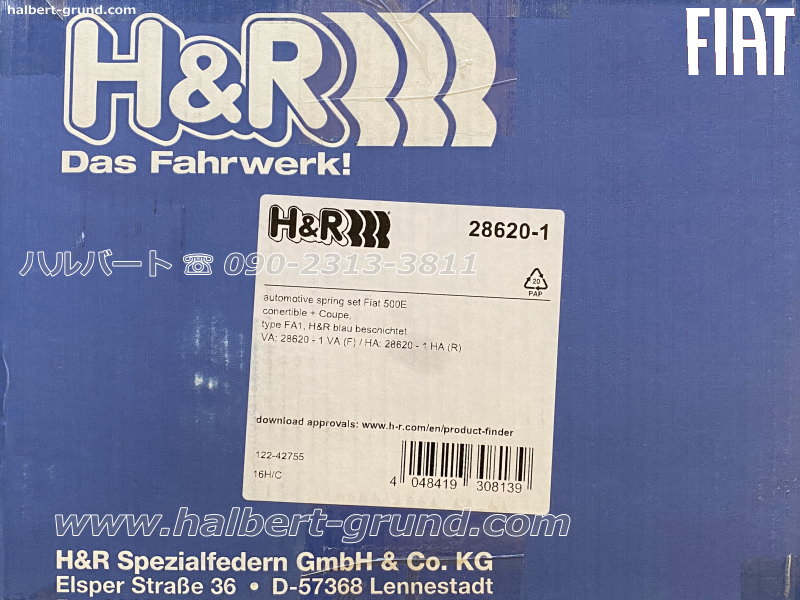 halbert-grund.com
H&R
FIAT
Das Fahrwerk!
H&R
28620-1
ハルバート ☎ 090-2313-3811
20
PAP
automotive spring set Fiat 500E
conertible + Coupe,
type FA1, H&R blau beschichtet
VA: 28620 - 1 VA (F) / HA: 28620 - 1 HA (R)
download approvals: www.h-r.com/en/product-finder
122-42755
16H/C
4 048419 308139
www.halbert-grund.com
H&R Spezialfedern GmbH & Co. KG
Elsper Straße 36 • D-57368 Lennestadt